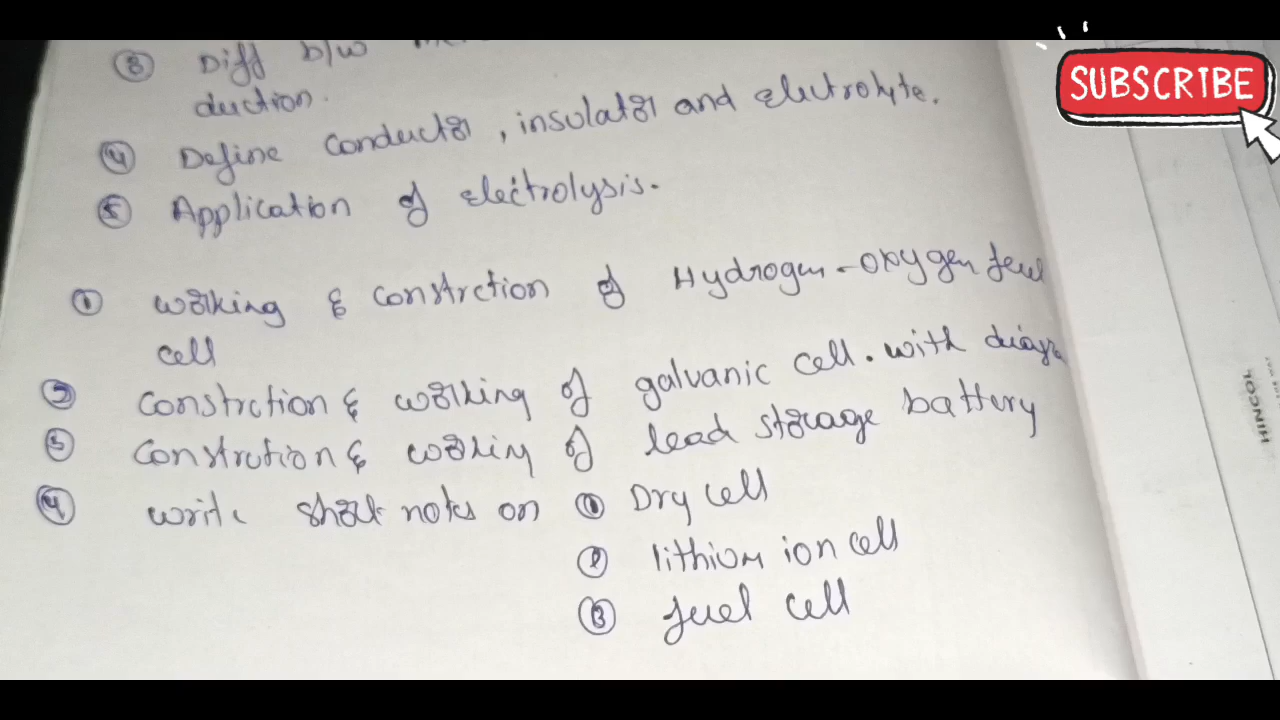 ③ Diff b/w
duction.
④ Define conductor, insulator and electrolyte.
⑤ Application of electrolysis.
① working & constrction of Hydrogen-oxygen fuel
cell
② constrction & working of galvanic cell. with diagra
③ constrution & working of lead storage battery
④ write short notes on ① Dry cell
② lithium ion cell
③ fuel cell
SUBSCRIBE
HINCOL